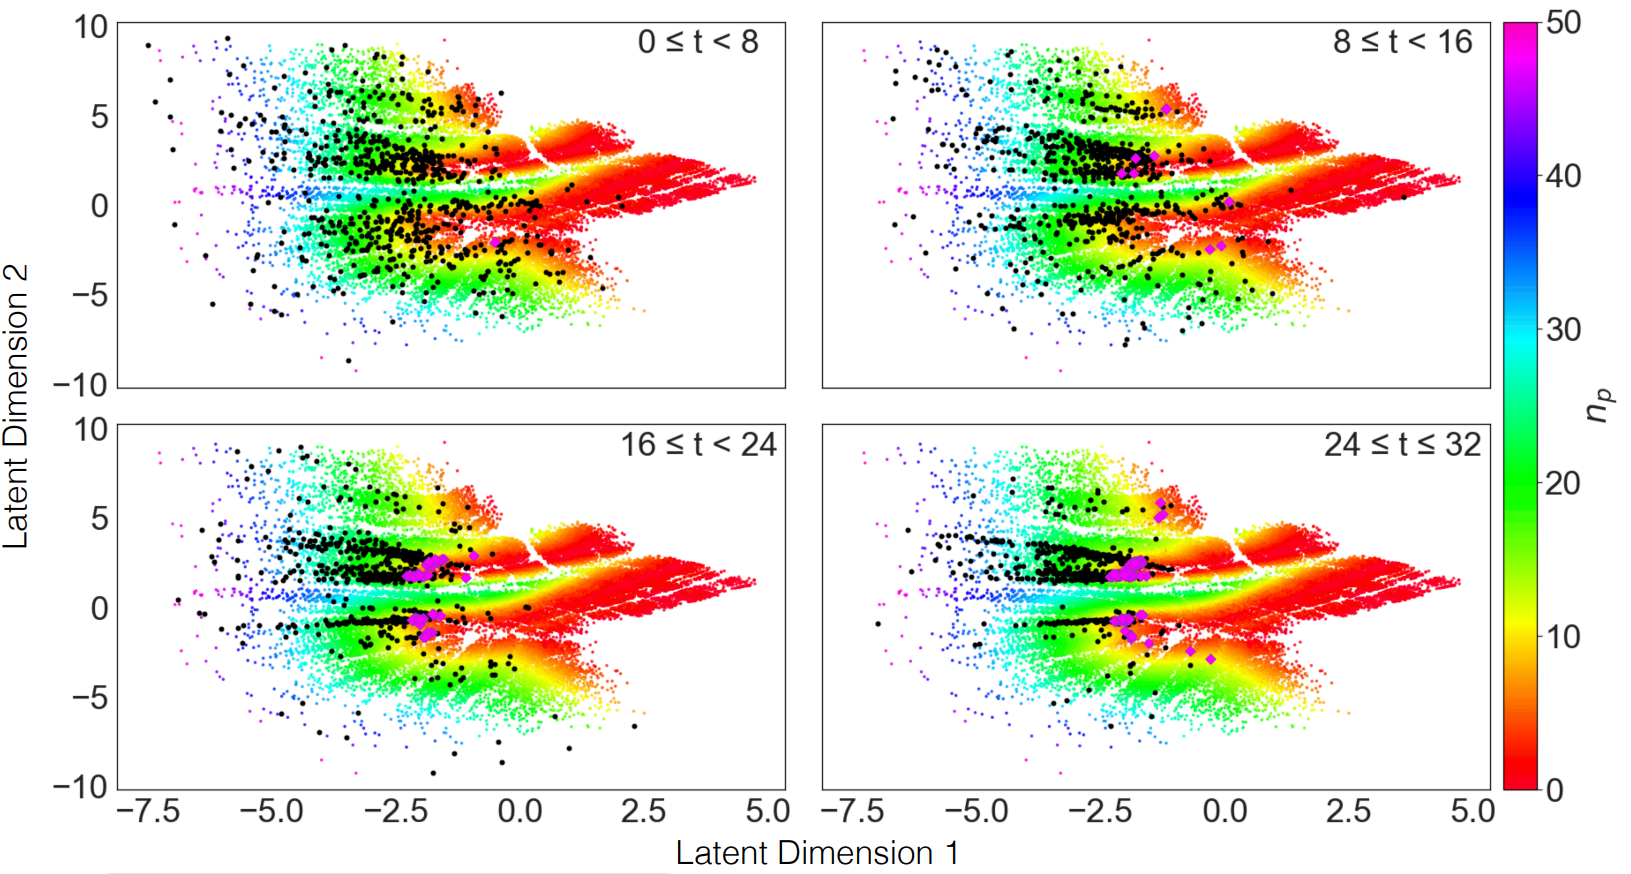 10
0 ≤ t < 8
8 ≤ t < 16
50
5
0
−5
−10
40
30
10
16 ≤ t < 24
24 ≤ t ≤ 32
5
0
−5
−10
20
10
0
n_p
−7.5 −5.0 −2.5 0.0 2.5 5.0
−7.5 −5.0 −2.5 0.0 2.5 5.0
Latent Dimension 1
Latent Dimension 2